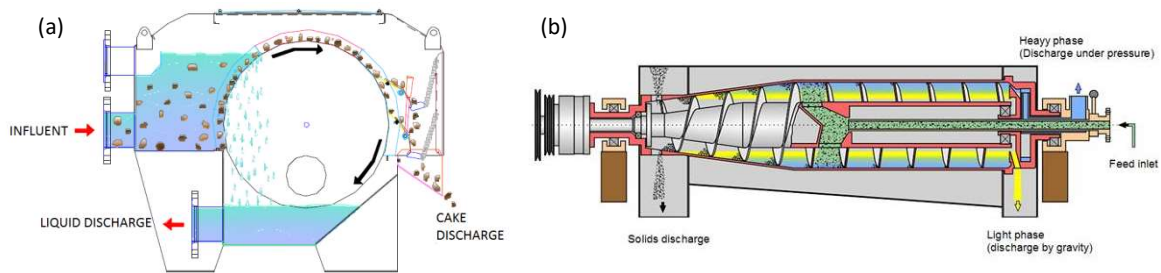 (a)
INFLUENT
LIQUID DISCHARGE
CAKE
DISCHARGE
(b)
Heavy phase
(Discharge under pressure)
Feed inlet
Solids discharge
Light phase
(discharge by gravity)